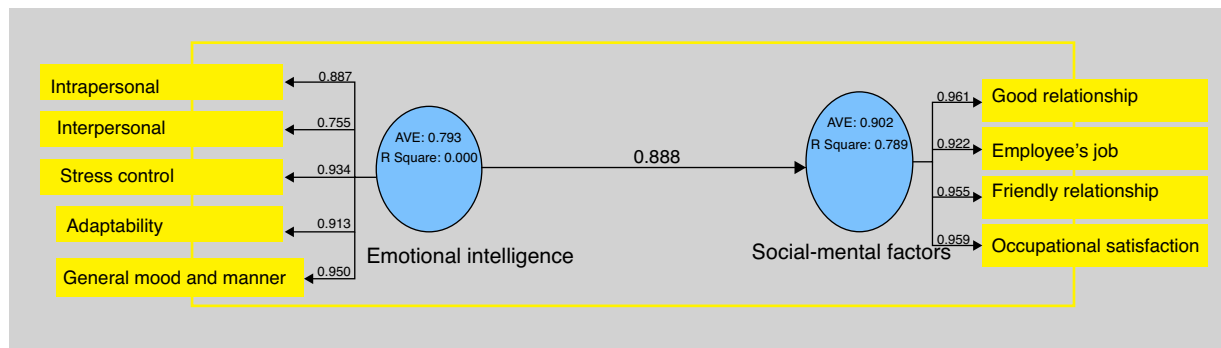 Intrapersonal
0.887
Interpersonal
0.755
Stress control
0.934
Adaptability
0.913
General mood and manner
0.950
AVE: 0.793
R Square: 0.000
Emotional intelligence
0.888
AVE: 0.902
R Square: 0.789
Social-mental factors
0.961
Good relationship
0.922
Employee's job
0.955
Friendly relationship
0.959
Occupational satisfaction